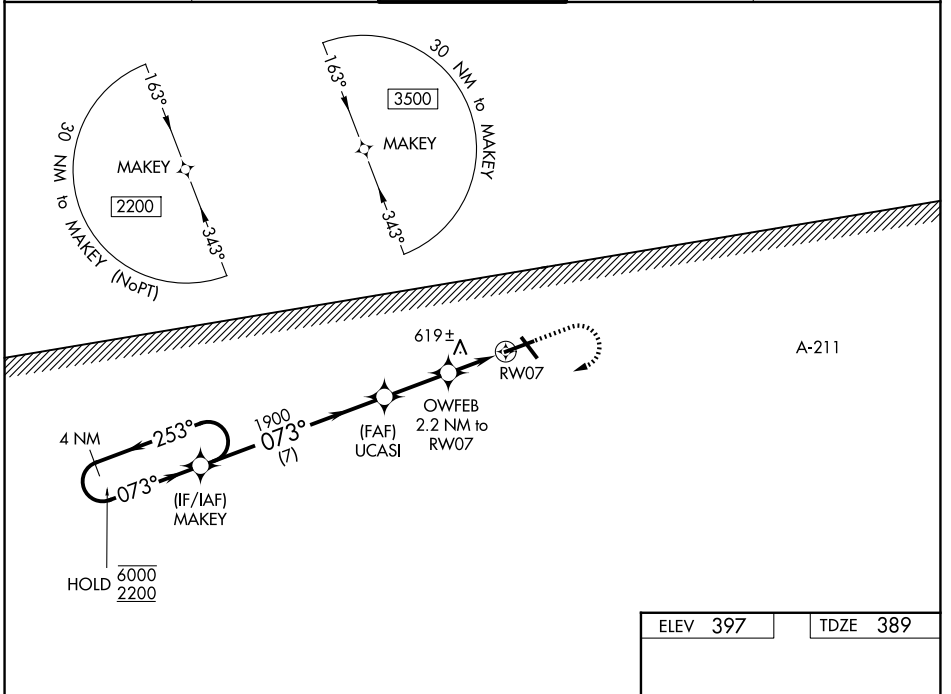 163°
MAKEY
2200
343°
30 NM to MAKEY (NoPT)
163°
3500
MAKEY
343°
30 NM to MAKEY
619±
RW07
A-211
OWFEB
2.2 NM to
RW07
(FAF)
UCASI
1900
073°
(7)
4 NM
253°
073°
(IF/IAF)
MAKEY
HOLD 6000
2200
ELEV 397
TDZE 389